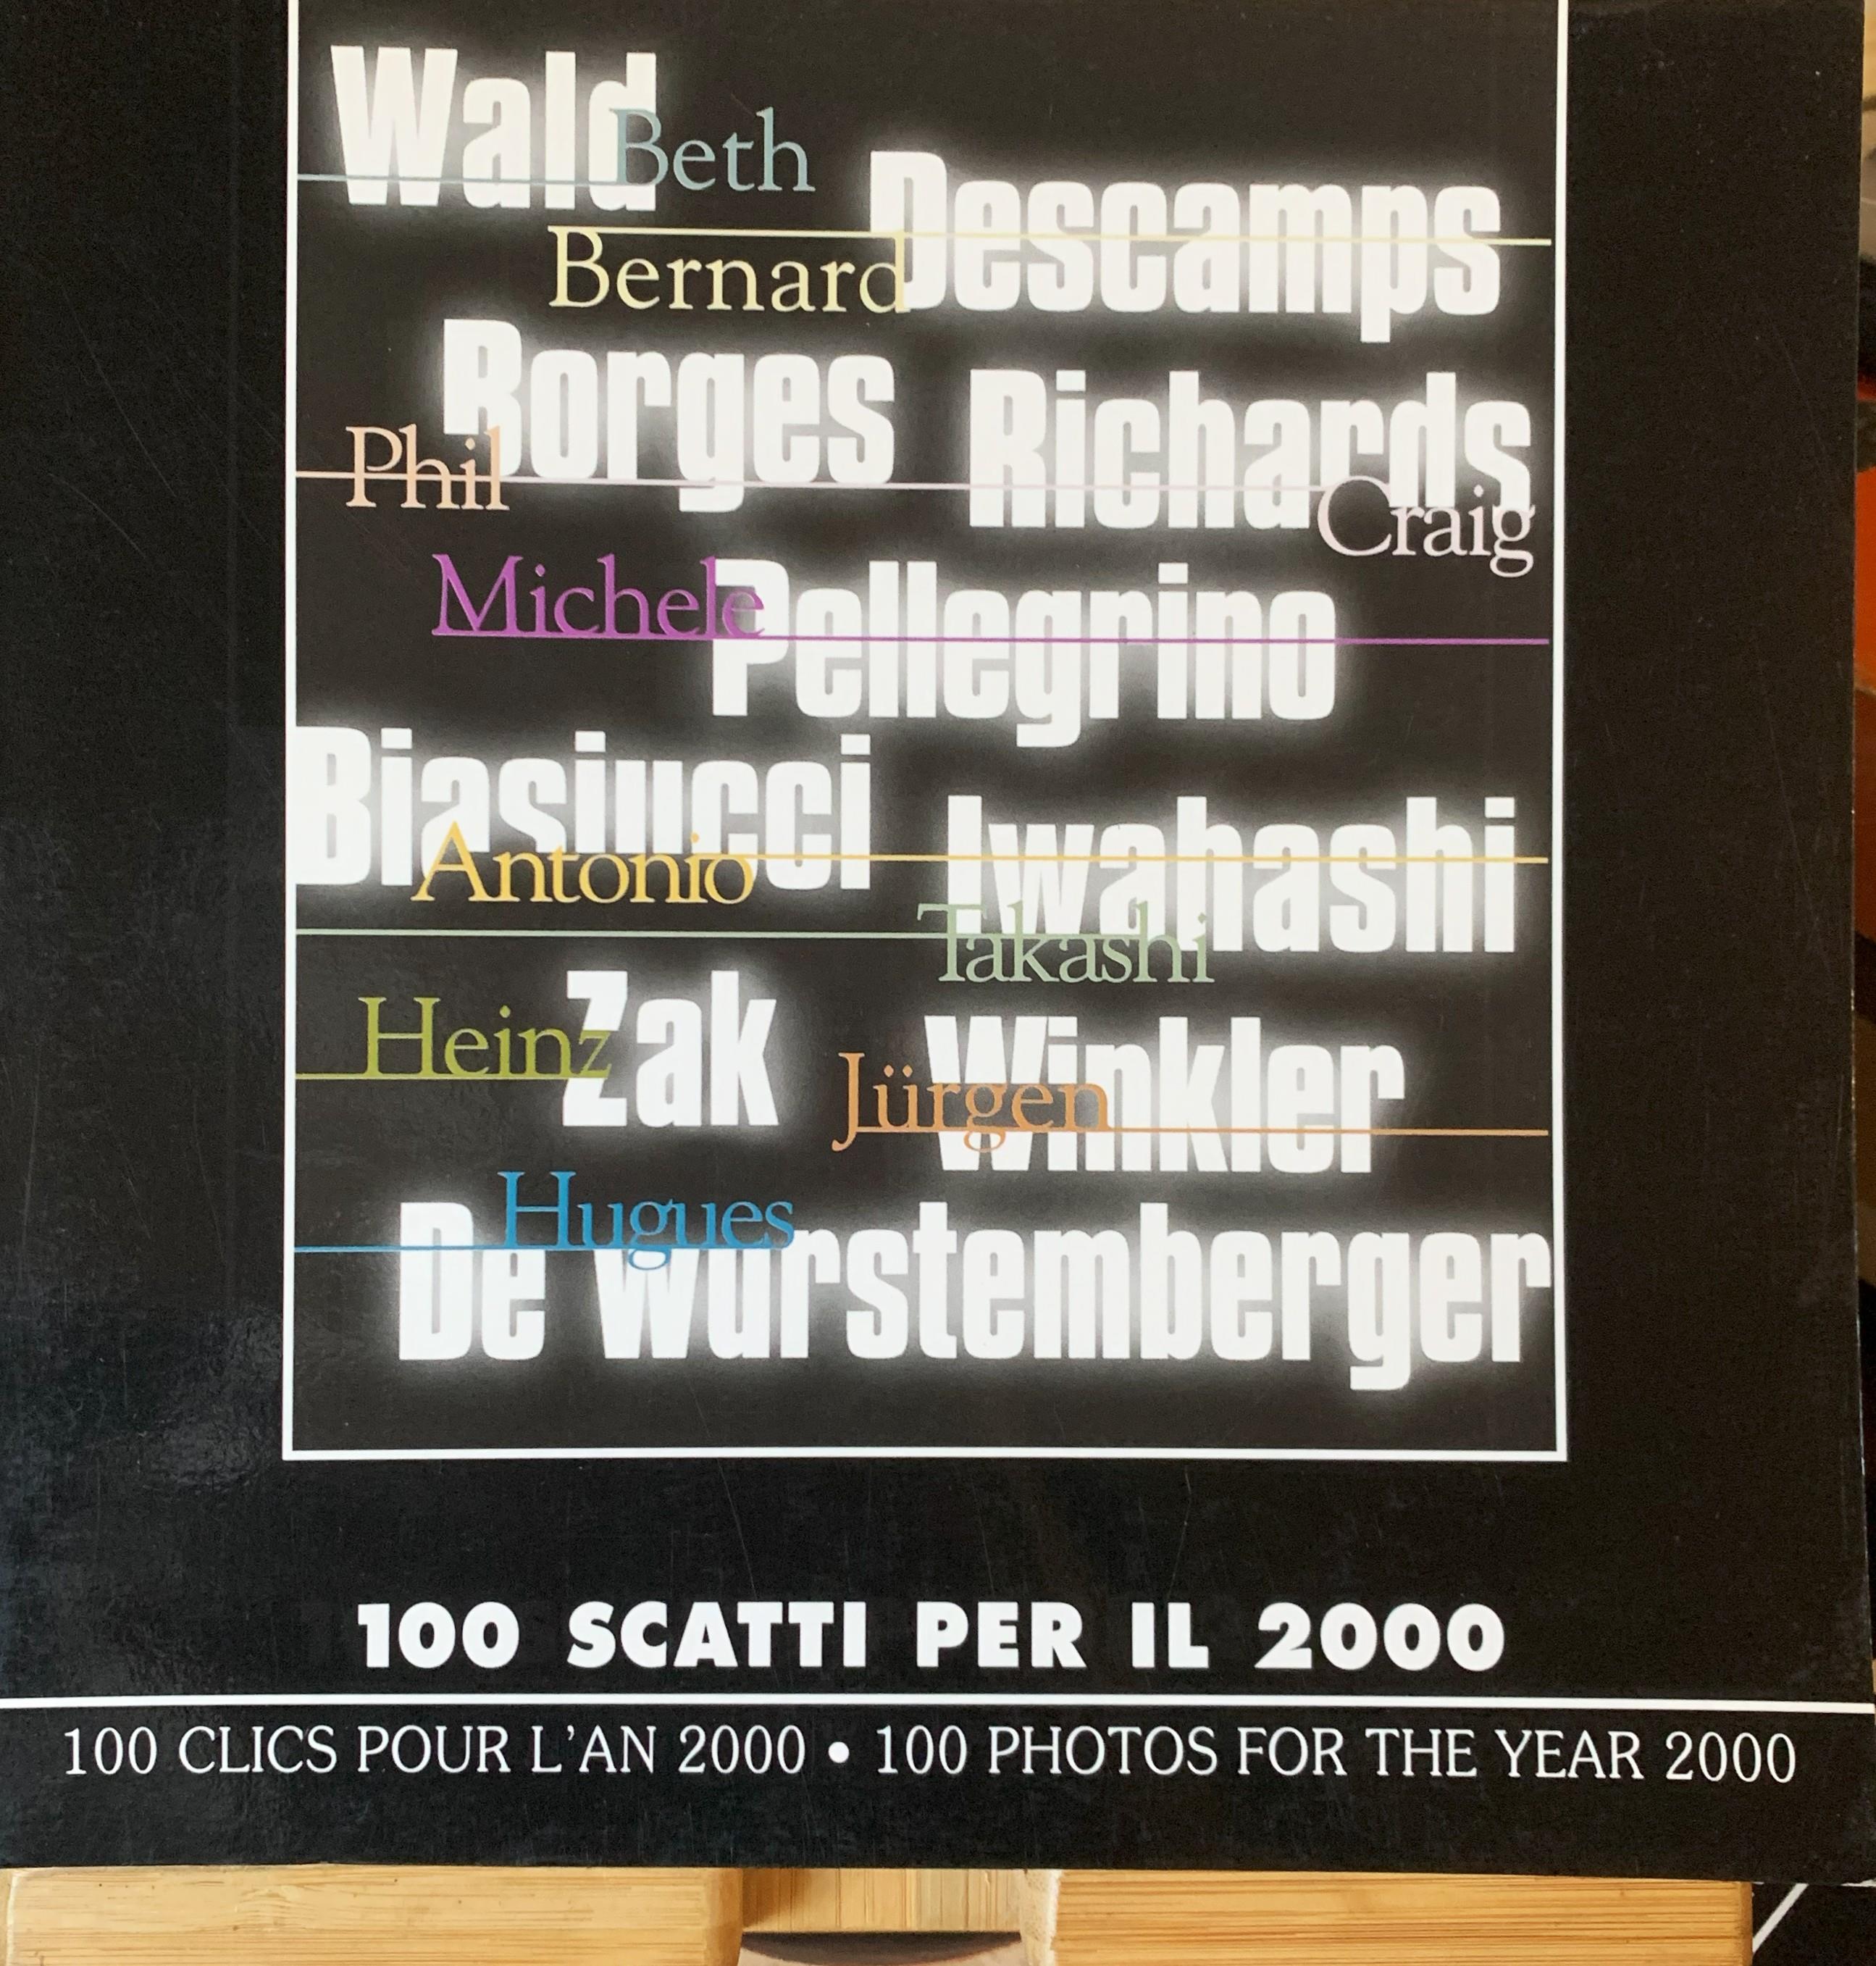 Wald
Beth
Descamps
Bernard
Borges
Richards
Phil
Craig
Michele
Pellegrino
Biasiucci
Antonio
Iwahashi
Takashi
Heinz
Zak
Winkler
Jürgen
Hugues
De wurstemberger
100 SCATTI PER IL 2000
100 CLICS POUR L'AN 2000 • 100 PHOTOS FOR THE YEAR 2000